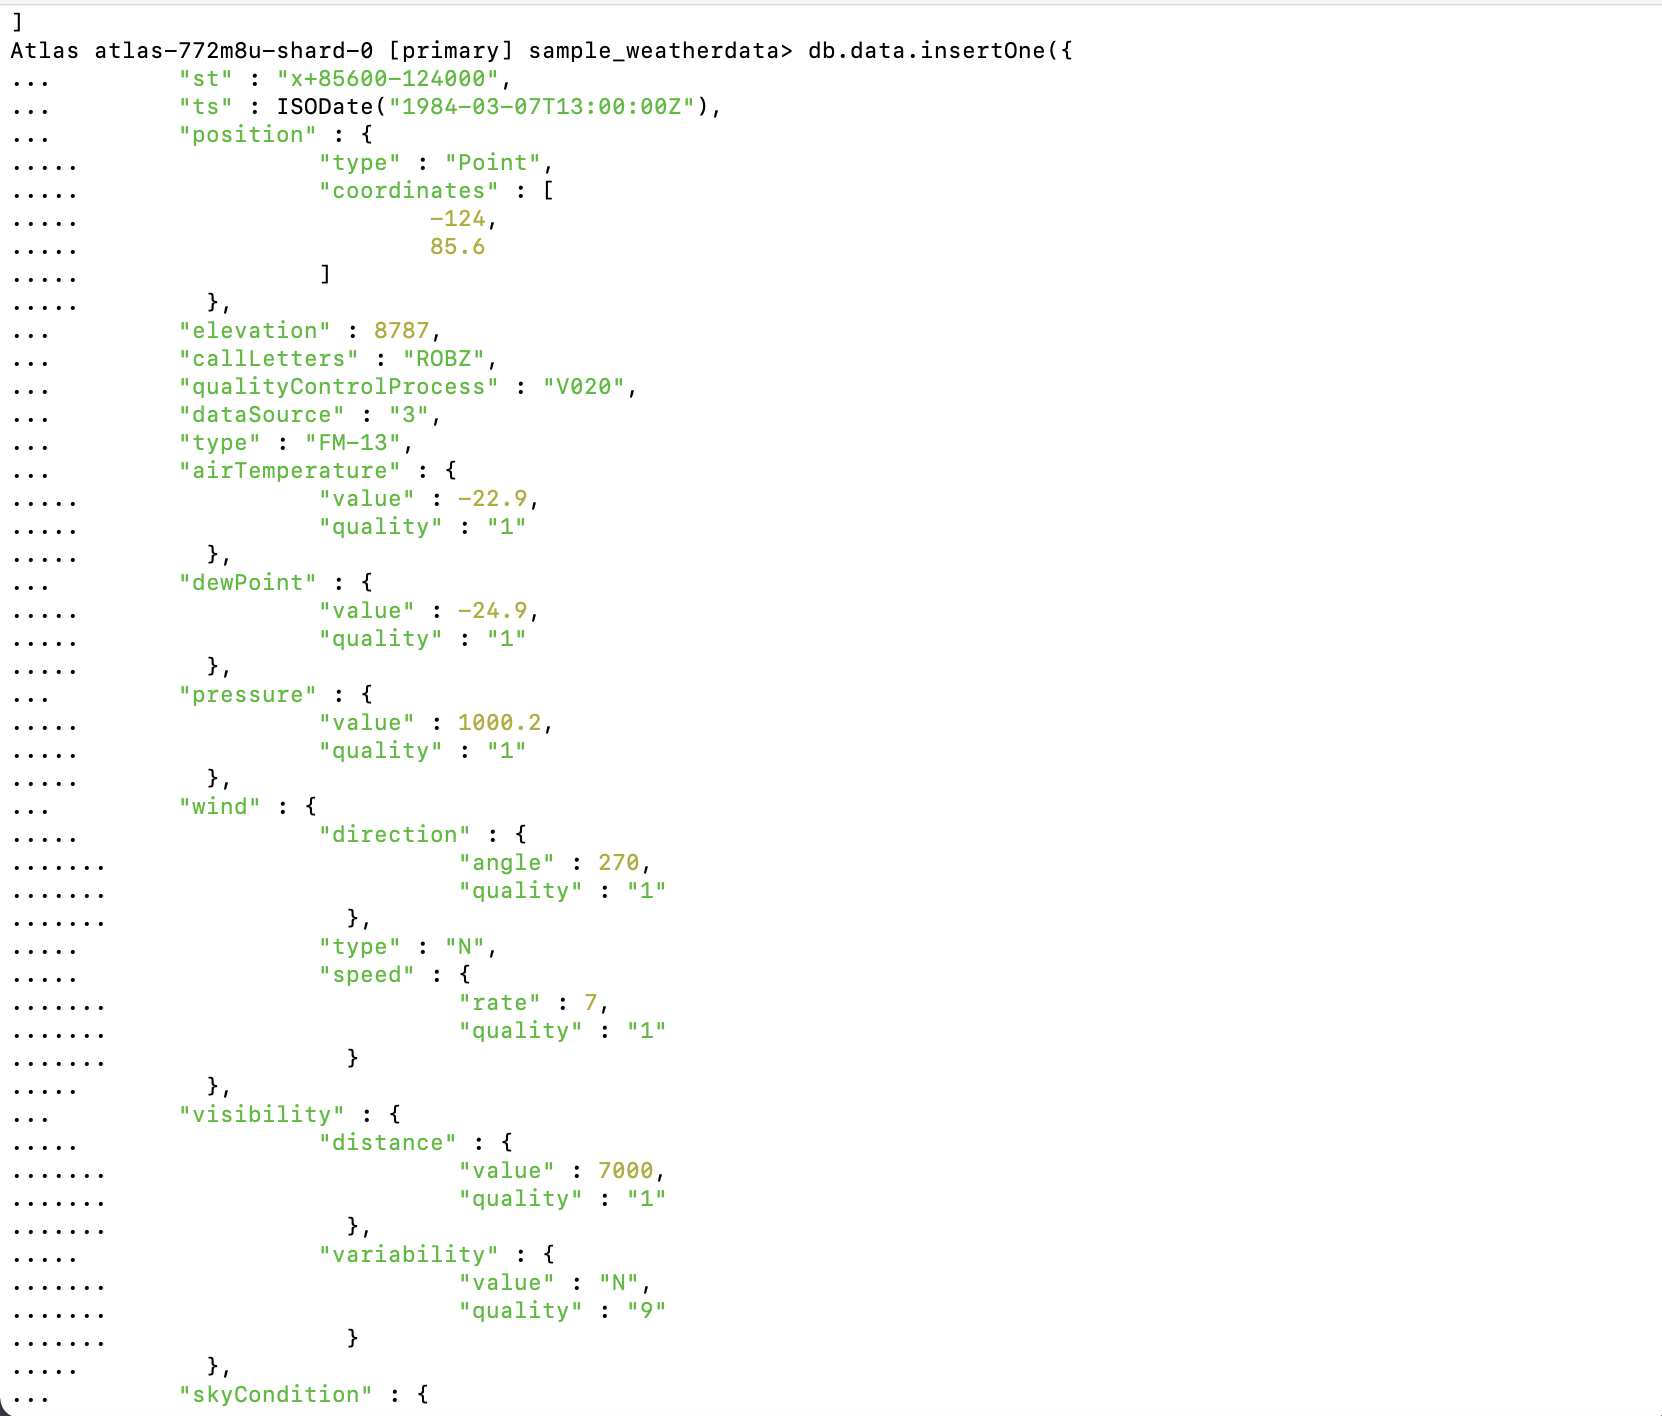 ]
Atlas atlas-772m8u-shard-0 [primary] sample_weatherdata> db.data.insertOne({
... "st" : "x+85600-124000",
... "ts" : ISODate("1984-03-07T13:00:00Z"),
... "position" : {
..... "type" : "Point",
..... "coordinates" : [
..... -124,
..... 85.6
..... ]
..... },
... "elevation" : 8787,
... "callLetters" : "ROBZ",
... "qualityControlProcess" : "V020",
... "dataSource" : "3",
... "type" : "FM-13",
... "airTemperature" : {
..... "value" : -22.9,
..... "quality" : "1"
..... },
... "dewPoint" : {
..... "value" : -24.9,
..... "quality" : "1"
..... },
... "pressure" : {
..... "value" : 1000.2,
..... "quality" : "1"
..... },
... "wind" : {
..... "direction" : {
....... "angle" : 270,
....... "quality" : "1"
....... },
..... "type" : "N",
..... "speed" : {
....... "rate" : 7,
....... "quality" : "1"
....... }
..... },
... "visibility" : {
..... "distance" : {
....... "value" : 7000,
....... "quality" : "1"
....... },
..... "variability" : {
....... "value" : "N",
....... "quality" : "9"
....... }
..... },
... "skyCondition" : {